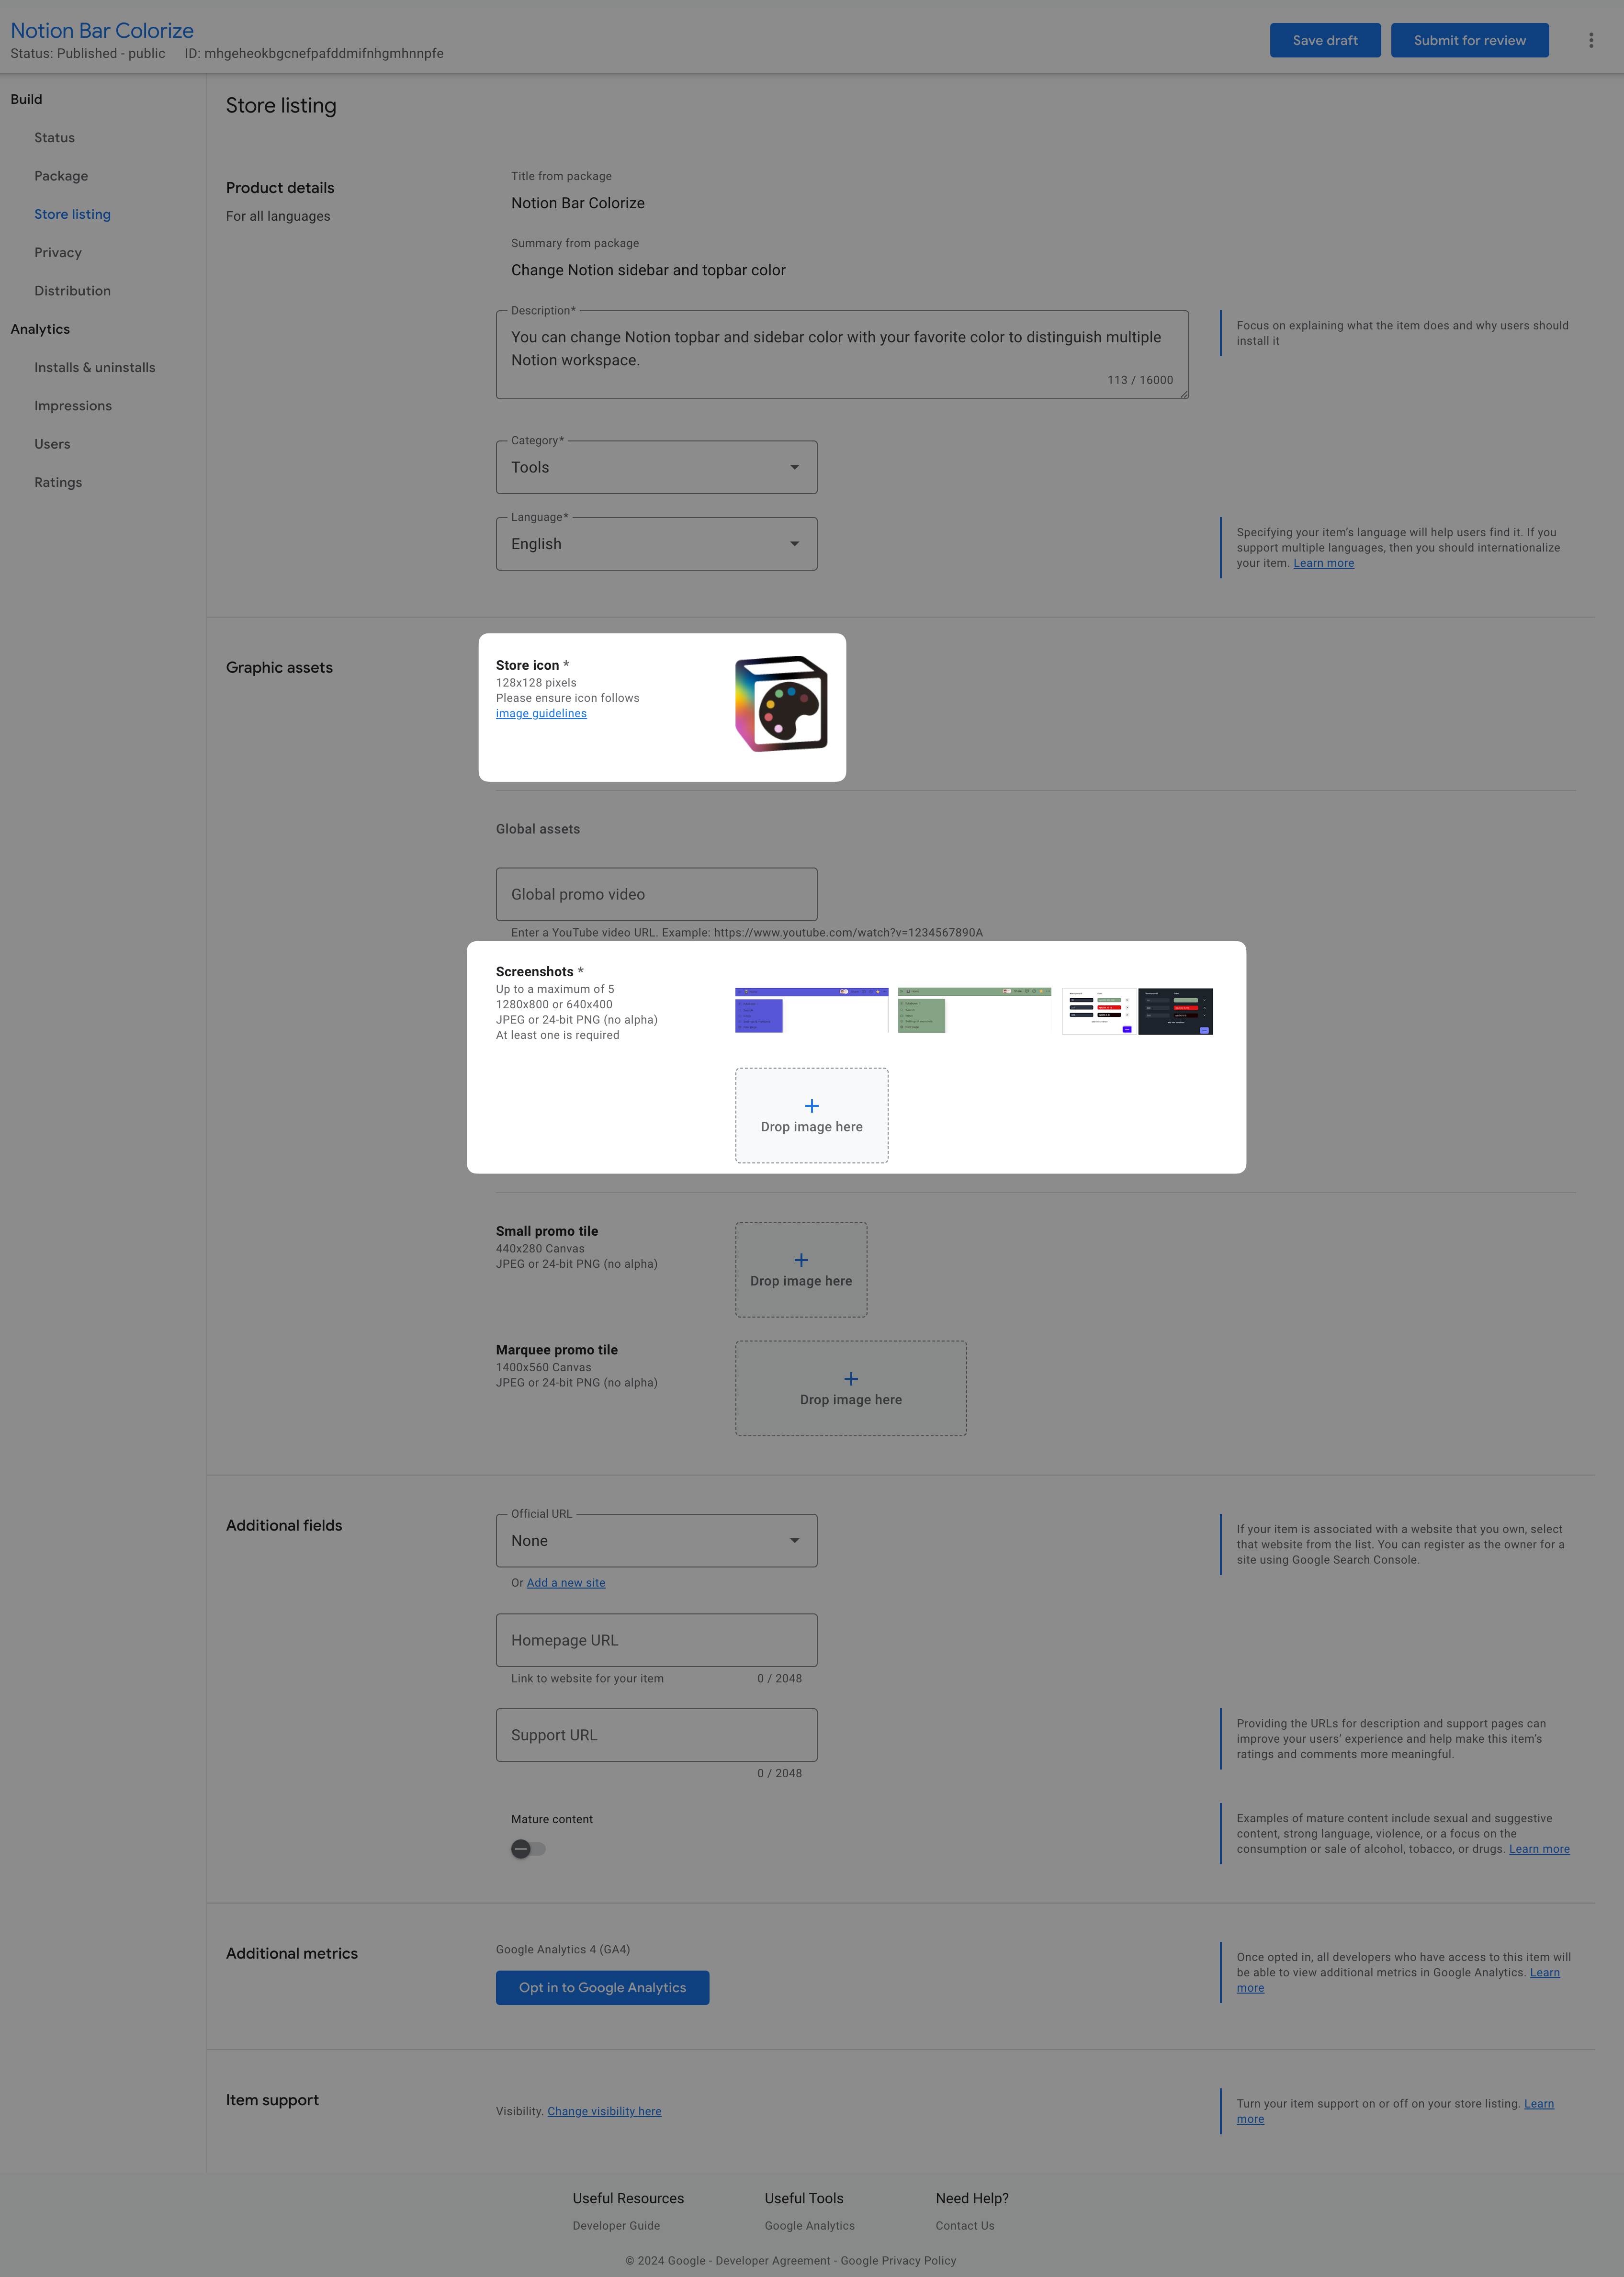 Notion Bar Colorize
Status: Published - public ID: mhgeheokbgcnefpafddmifnhgmhnnpfe
Save draft
Submit for review
Build
Status
Package
Store listing
Privacy
Distribution
Analytics
Installs & uninstalls
Impressions
Users
Ratings
Store listing
Product details
For all languages
Title from package
Notion Bar Colorize
Summary from package
Change Notion sidebar and topbar color
Description*
You can change Notion topbar and sidebar color with your favorite color to distinguish multiple
Notion workspace.
113 / 16000
Focus on explaining what the item does and why users should
install it
Category*
Tools
Language*
English
Specifying your item's language will help users find it. If you
support multiple languages, then you should internationalize
your item. Learn more
Graphic assets
Store icon *
128x128 pixels
Please ensure icon follows
image guidelines
Global assets
Global promo video
Enter a YouTube video URL. Example: https://www.youtube.com/watch?v=1234567890A
Screenshots *
Up to a maximum of 5
1280x800 or 640x400
JPEG or 24-bit PNG (no alpha)
At least one is required
Drop image here
Small promo tile
440x280 Canvas
JPEG or 24-bit PNG (no alpha)
Drop image here
Marquee promo tile
1400x560 Canvas
JPEG or 24-bit PNG (no alpha)
Drop image here
Additional fields
Official URL
None
Or Add a new site
If your item is associated with a website that you own, select
that website from the list. You can register as the owner for a
site using Google Search Console.
Homepage URL
Link to website for your item
0 / 2048
Support URL
0 / 2048
Providing the URLs for description and support pages can
improve your users' experience and help make this item's
ratings and comments more meaningful.
Mature content
Examples of mature content include sexual and suggestive
content, strong language, violence, or a focus on the
consumption or sale of alcohol, tobacco, or drugs. Learn more
Additional metrics
Google Analytics 4 (GA4)
Opt in to Google Analytics
Once opted in, all developers who have access to this item will
be able to view additional metrics in Google Analytics. Learn
more
Item support
Visibility. Change visibility here
Turn your item support on or off on your store listing. Learn
more
Useful Resources
Developer Guide
Useful Tools
Google Analytics
Need Help?
Contact Us
© 2024 Google - Developer Agreement - Google Privacy Policy